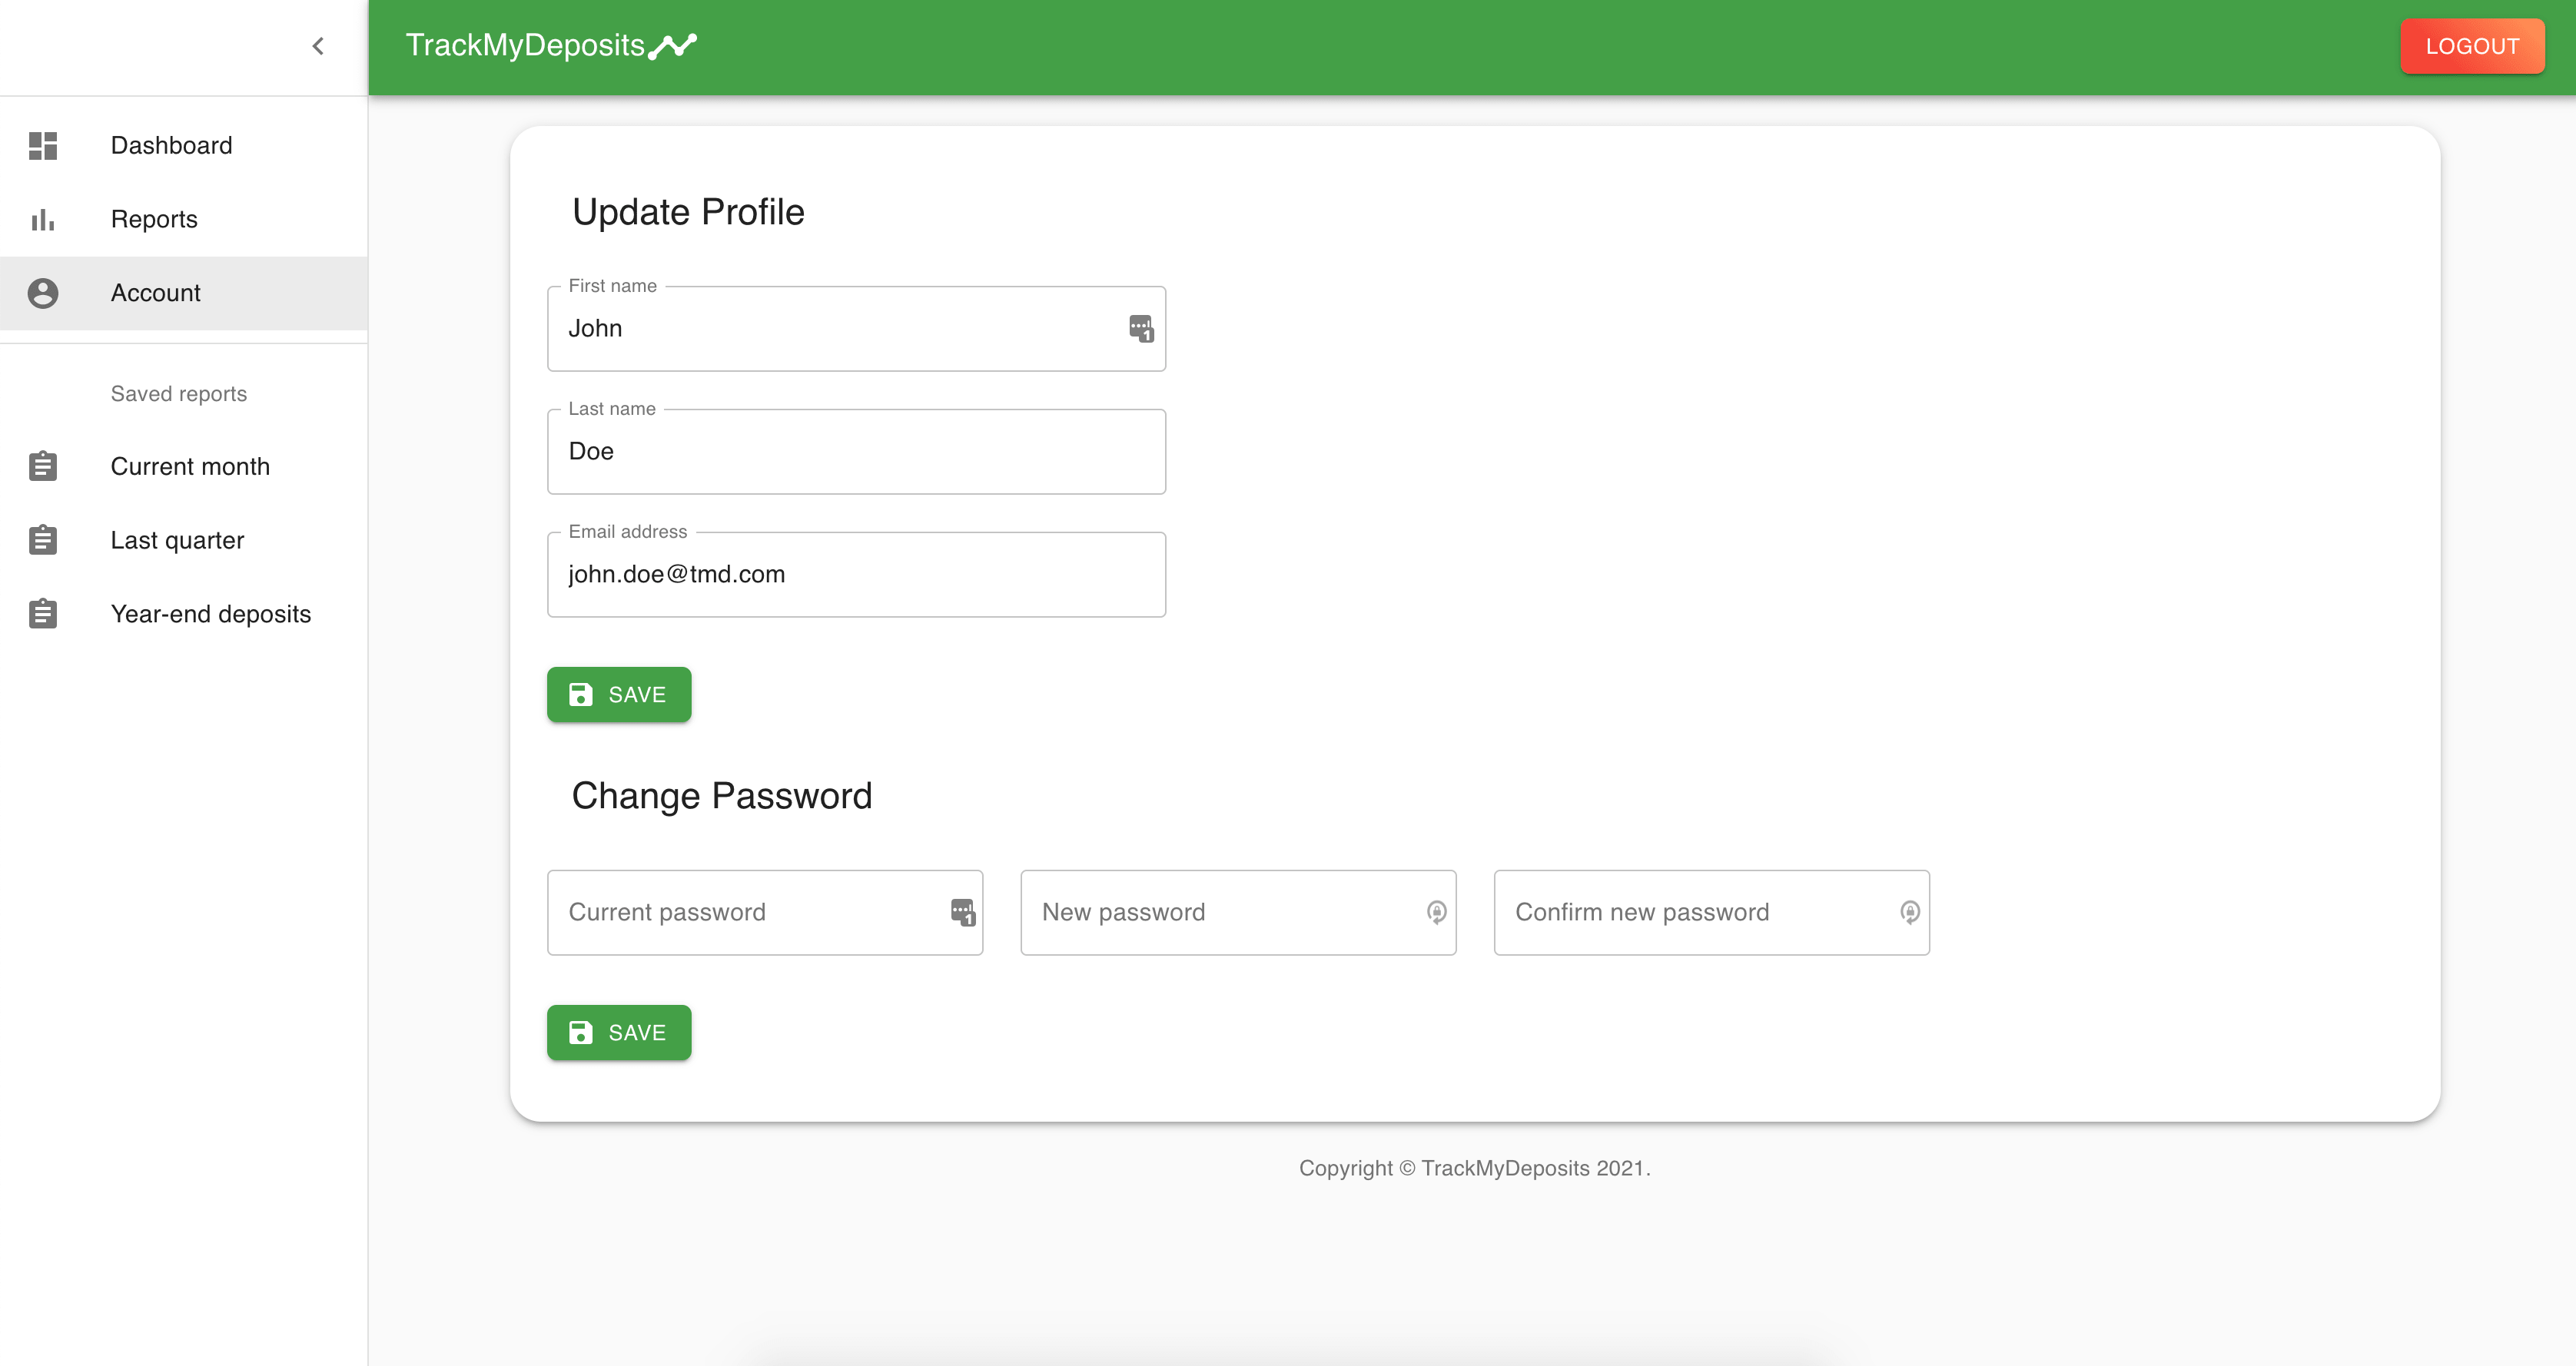 TrackMyDeposits
LOGOUT
Dashboard
Reports
Account
Saved reports
Current month
Last quarter
Year-end deposits
Update Profile
First name
John
1
Last name
Doe
Email address
john.doe@tmd.com
SAVE
Change Password
Current password
1
New password
Confirm new password
SAVE
Copyright © TrackMyDeposits 2021.